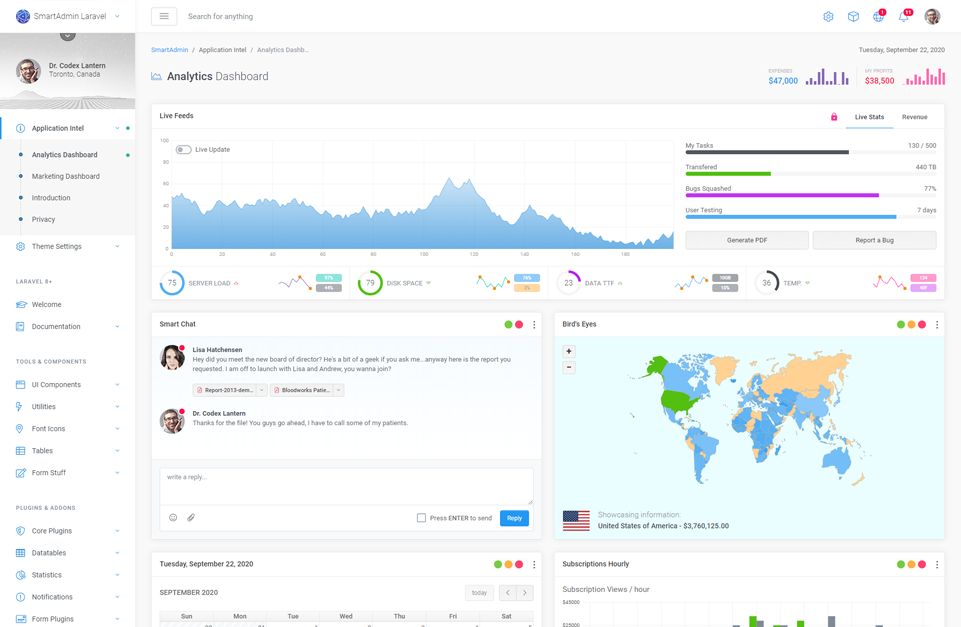 SmartAdmin Laravel
Search for anything
1
11
Dr. Codex Lantern
Toronto, Canada
Application Intel
Analytics Dashboard
Marketing Dashboard
Introduction
Privacy
Theme Settings
LARAVEL 8+
Welcome
Documentation
TOOLS & COMPONENTS
UI Components
Utilities
Font Icons
Tables
Form Stuff
PLUGINS & ADDONS
Core Plugins
Datatables
Statistics
Notifications
Form Plugins
SmartAdmin / Application Intel / Analytics Dashb...
Tuesday, September 22, 2020
Analytics Dashboard
EXPENSES
$47,000
MY PROFITS
$38,500
Live Feeds
Live Stats
Revenue
Live Update
100
80
60
40
20
0 20 40 60 80 100 120 140 160 180
My Tasks 130 / 500
Transfered 440 TB
Bugs Squashed 77%
User Testing 7 days
Generate PDF
Report a Bug
75 SERVER LOAD
97%
44%
79 DISK SPACE
76%
3%
23 DATA TTF
10GB
10%
36 TEMP.
124
Smart Chat
Lisa Hatchensen
Hey did you meet the new board of director? He's a bit of a geek if you ask me...anyway here is the report you
requested. I am off to launch with Lisa and Andrew, you wanna join?
Report-2013-dem...
Bloodworks Patie...
Dr. Codex Lantern
Thanks for the file! You guys go ahead, I have to call some of my patients.
write a reply...
Press ENTER to send
Reply
Bird's Eyes
+
−
Showcasing information:
United States of America - $3,760,125.00
Tuesday, September 22, 2020
SEPTEMBER 2020
today
Sun Mon Tue Wed Thu Fri Sat
Subscriptions Hourly
Subscription Views / hour
$45000
$25000